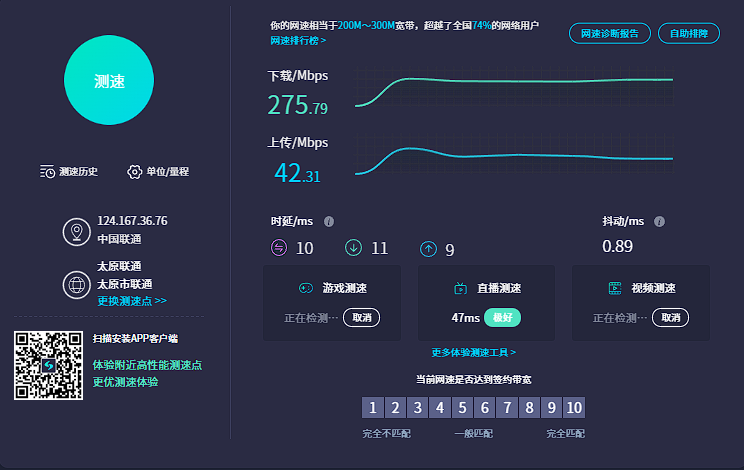 测速
测速历史
单位/量程
124.167.36.76
中国联通
太原联通
太原市联通
更换测速点 >>
扫描安装APP客户端
体验附近高性能测速点
更优测速体验
你的网速相当于200M～300M宽带，超越了全国74%的网络用户
网速排行榜 >
网速诊断报告
自助排障
下载/Mbps
275.79
上传/Mbps
42.31
时延/ms
抖动/ms
10
11
9
0.89
游戏测速
正在检测…
取消
直播测速
47ms
极好
视频测速
正在检测…
取消
更多体验测速工具 >
当前网速是否达到签约带宽
1 2 3 4 5 6 7 8 9 10
完全不匹配
一般匹配
完全匹配